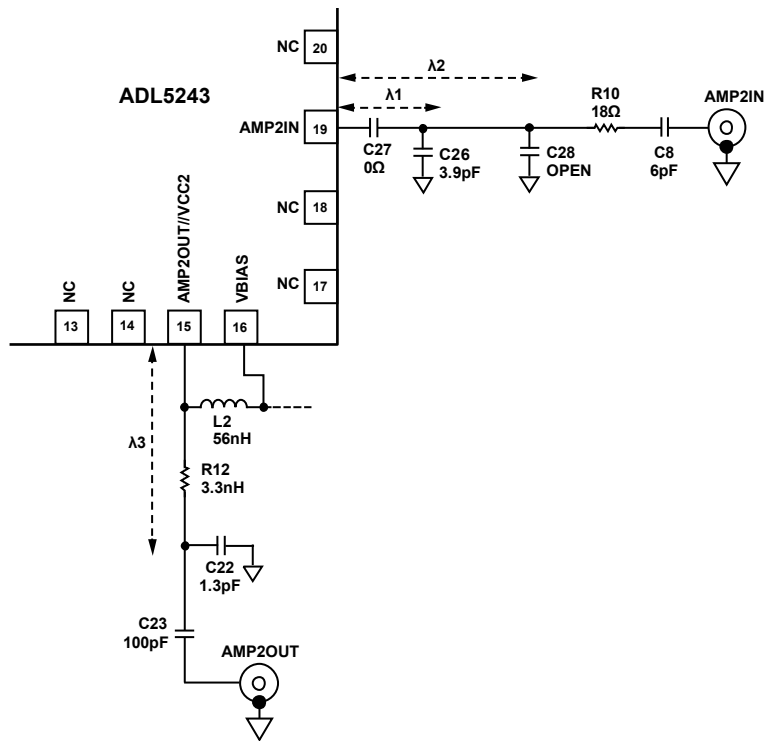 NC
20
ADL5243
λ2
λ1
R10
18Ω
AMP2IN
AMP2IN
19
C27
0Ω
C26
3.9pF
C28
OPEN
C8
6pF
NC
18
AMP2OUT//VCC2
VBIAS
NC
17
NC
NC
13
14
15
16
L2
56nH
λ3
R12
3.3nH
C22
1.3pF
C23
100pF
AMP2OUT